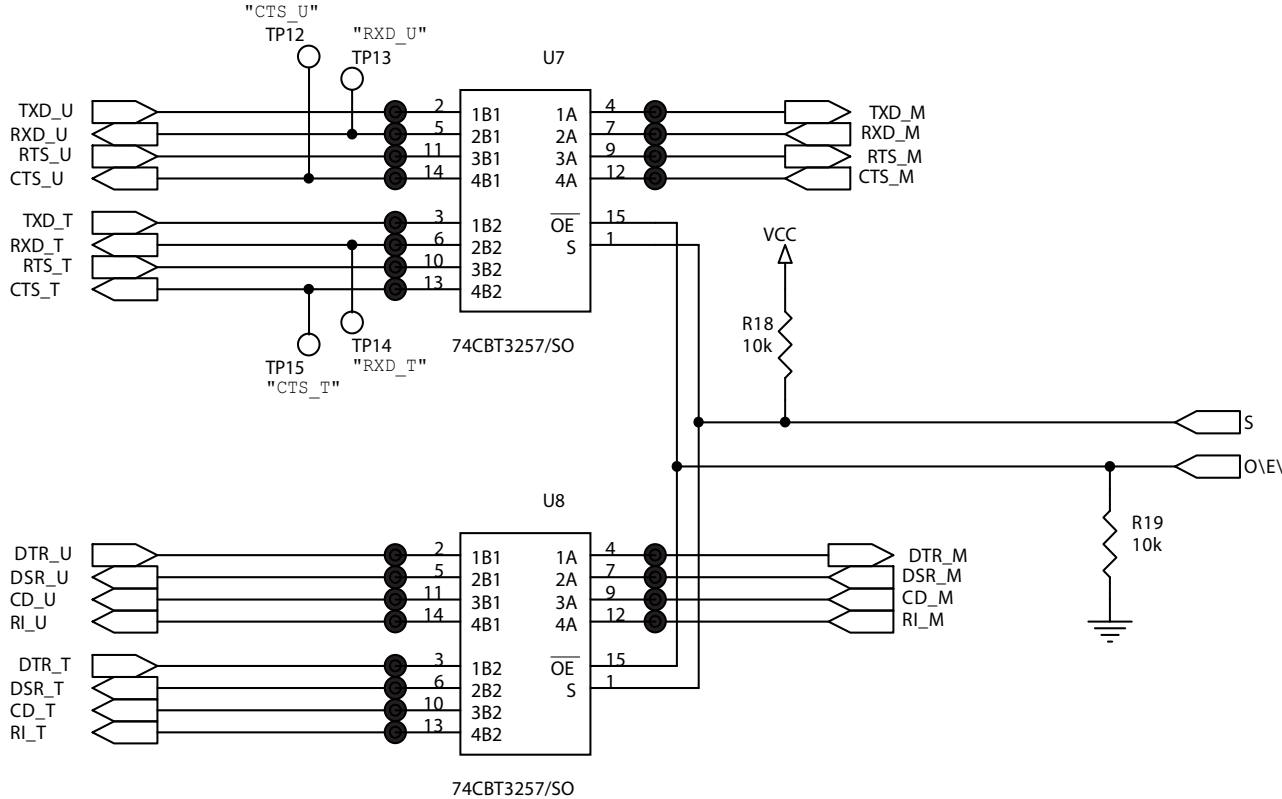 "CTS_U"
TP12
"RXD_U"
TP13
U7
TXD_U 2 1B1 1A 4 TXD_M
RXD_U 5 2B1 2A 7 RXD_M
RTS_U 11 3B1 3A 9 RTS_M
CTS_U 14 4B1 4A 12 CTS_M
TXD_T 3 1B2 OE 15
RXD_T 6 2B2 S 1
RTS_T 10 3B2
CTS_T 13 4B2
VCC
R18
10k
74CBT3257/SO
TP14
"RXD_T"
TP15
"CTS_T"
S
O\E\
U8
R19
10k
DTR_U 2 1B1 1A 4 DTR_M
DSR_U 5 2B1 2A 7 DSR_M
CD_U 11 3B1 3A 9 CD_M
RI_U 14 4B1 4A 12 RI_M
DTR_T 3 1B2 OE 15
DSR_T 6 2B2 S 1
CD_T 10 3B2
RI_T 13 4B2
74CBT3257/SO